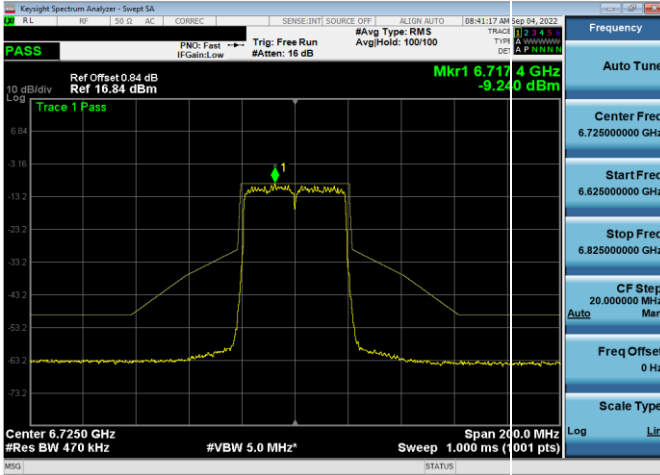 Keysight Spectrum Analyzer - Swept SA
RL RF 50 Ω AC CORREC SENSE:INT SOURCE OFF ALIGN AUTO 08:41:17 AM Sep 04, 2022
#Avg Type: RMS TRACE 1 2 3 4 5 6
PNO: Fast Trig: Free Run Avg|Hold: 100/100 TYPE A WWWWW
PASS IFGain:Low #Atten: 16 dB DET A P N N N N
Frequency
Auto Tune
Mkr1 6.717 4 GHz
Ref Offset 0.84 dB
10 dB/div Ref 16.84 dBm -9.240 dBm
Log
Trace 1 Pass
6.84
-3.16
1
-13.2
-23.2
-33.2
-43.2
-53.2
-63.2
-73.2
Center Freq
6.725000000 GHz
Start Freq
6.625000000 GHz
Stop Freq
6.825000000 GHz
CF Step
20.000000 MHz
Auto Man
Freq Offset
0 Hz
Scale Type
Log Lin
Center 6.7250 GHz Span 200.0 MHz
#Res BW 470 kHz #VBW 5.0 MHz* Sweep 1.000 ms (1001 pts)
MSG STATUS